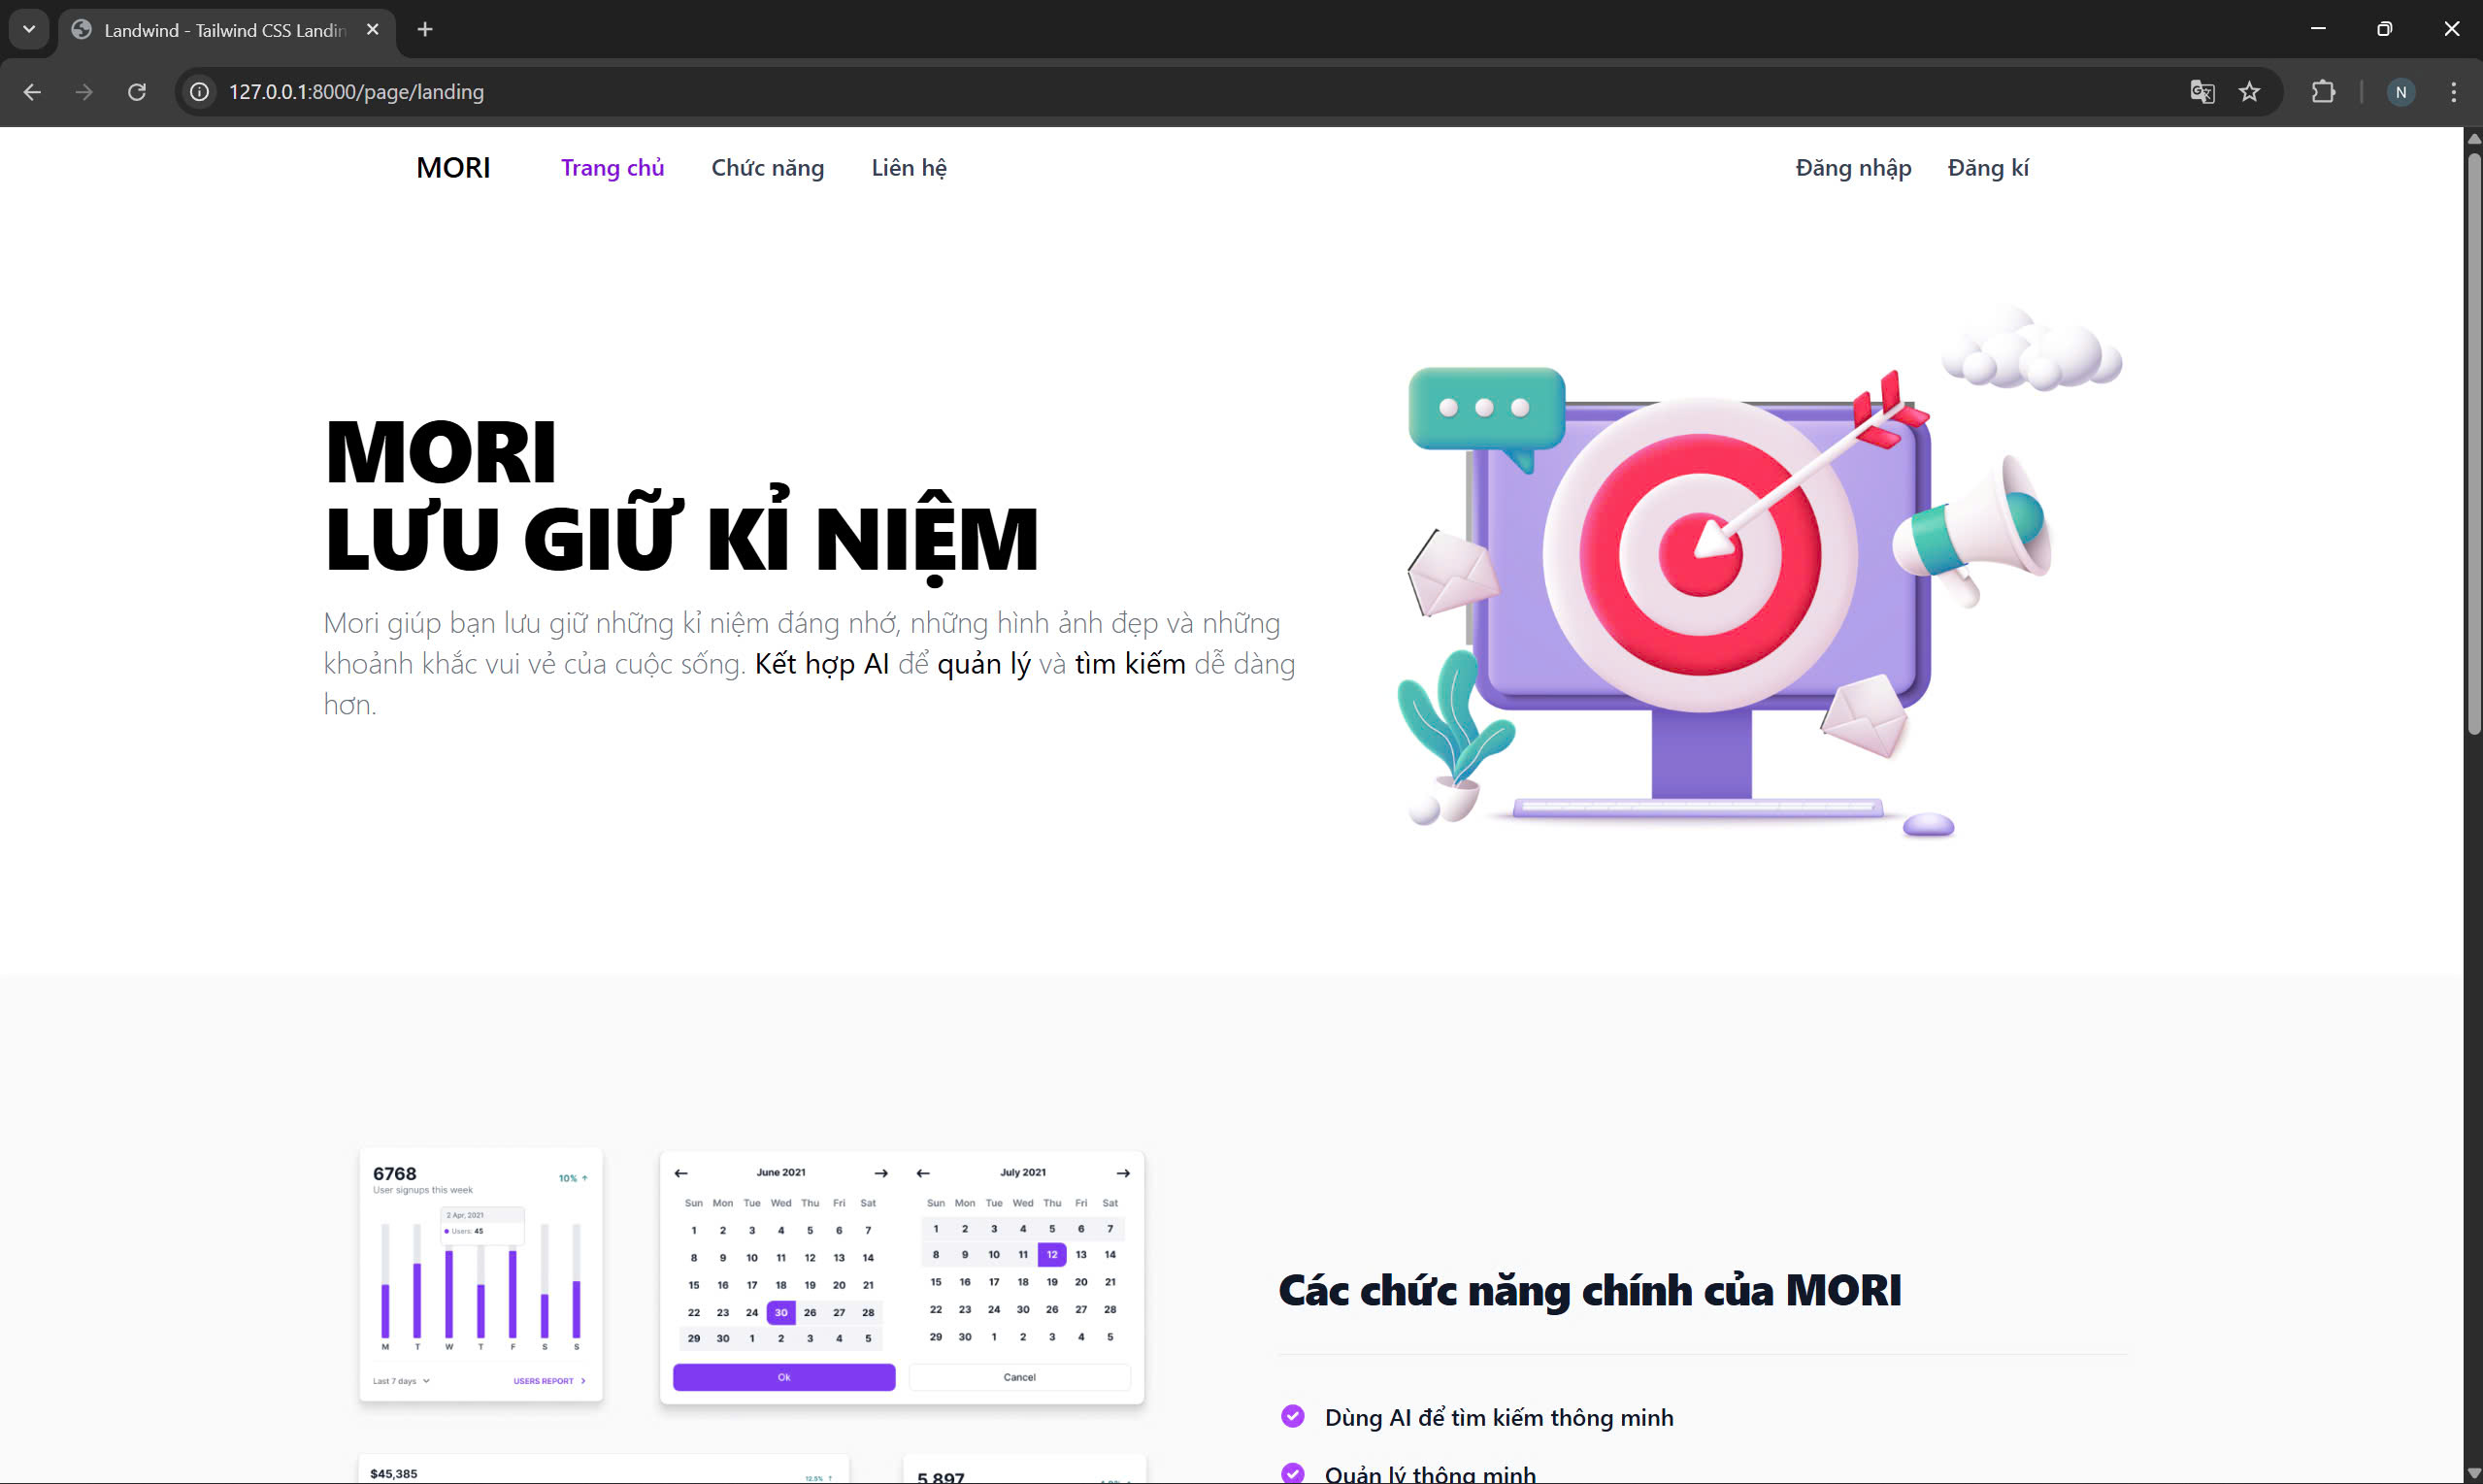 Landwind - Tailwind CSS Landin
127.0.0.1:8000/page/landing
N
MORI
Trang chủ
Chức năng
Liên hệ
Đăng nhập
Đăng kí
MORI
LƯU GIỮ KỈ NIỆM
Mori giúp bạn lưu giữ những kỉ niệm đáng nhớ, những hình ảnh đẹp và những
khoảnh khắc vui vẻ của cuộc sống. Kết hợp AI để quản lý và tìm kiếm dễ dàng
hơn.
6768
10%
User signups this week
2 Apr, 2021
Users: 45
M T W T F S S
Last 7 days
USERS REPORT
June 2021
Sun Mon Tue Wed Thu Fri Sat
1 2 3 4 5 6 7
8 9 10 11 12 13 14
15 16 17 18 19 20 21
22 23 24 30 26 27 28
29 30 1 2 3 4 5
Ok
July 2021
Sun Mon Tue Wed Thu Fri Sat
1 2 3 4 5 6 7
8 9 10 11 12 13 14
15 16 17 18 19 20 21
22 23 24 30 26 27 28
29 30 1 2 3 4 5
Cancel
$45,385
12.5%
5,897
Các chức năng chính của MORI
Dùng AI để tìm kiếm thông minh
Quản lý thông minh